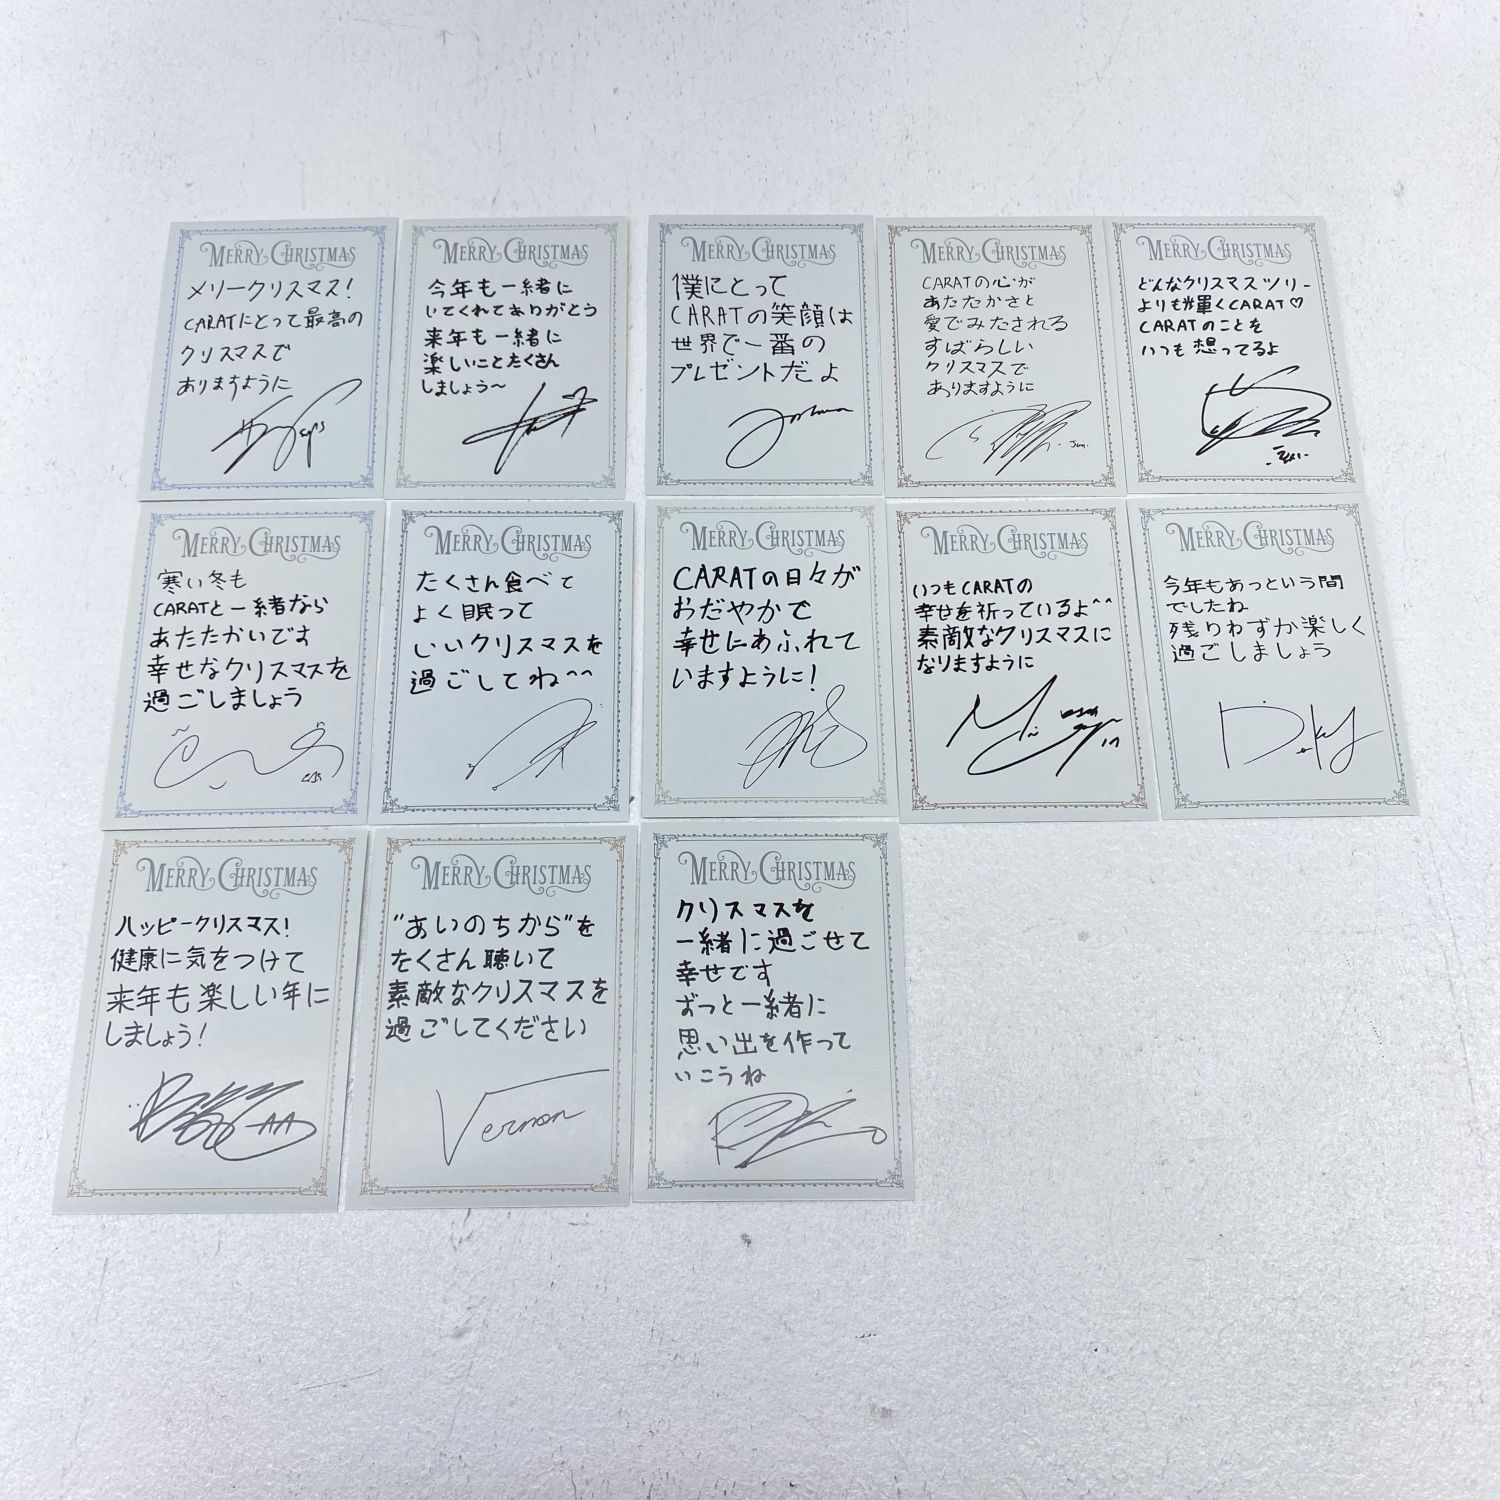 MERRY CHRISTMAS
メリークリスマス!
CARATにとって最高の
クリスマスで
ありますように
MERRY CHRISTMAS
今年も一緒に
いてくれてありがとう
来年も一緒に
楽しいことたくさん
しましょう〜
MERRY CHRISTMAS
僕にとって
CARATの笑顔は
世界で一番の
プレゼントだよ
Joshua
MERRY CHRISTMAS
CARATの心が
あたたかさと
愛でみたされる
すばらしい
クリスマスで
ありますように
Jun.
MERRY CHRISTMAS
どんなクリスマスツリー
よりも輝くCARAT♡
CARATのことを
いつも想ってるよ
MERRY CHRISTMAS
寒い冬も
CARATと一緒なら
あたたかいです
幸せなクリスマスを
過ごしましょう
MERRY CHRISTMAS
たくさん食べて
よく眠って
いいクリスマスを
過ごしてね^^
MERRY CHRISTMAS
CARATの日々が
おだやかで
幸せにあふれて
いますように!
MERRY CHRISTMAS
いつもCARATの
幸せを祈っているよ^^
素敵なクリスマスに
なりますように
MERRY CHRISTMAS
今年もあっという間
でしたね
残りわずか楽しく
過ごしましょう
MERRY CHRISTMAS
ハッピークリスマス!
健康に気をつけて
来年も楽しい年に
しましょう!
MERRY CHRISTMAS
"あいのちから"を
たくさん聴いて
素敵なクリスマスを
過ごしてください
Vernon
MERRY CHRISTMAS
クリスマスを
一緒に過ごせて
幸せです
ずっと一緒に
思い出を作って
いこうね